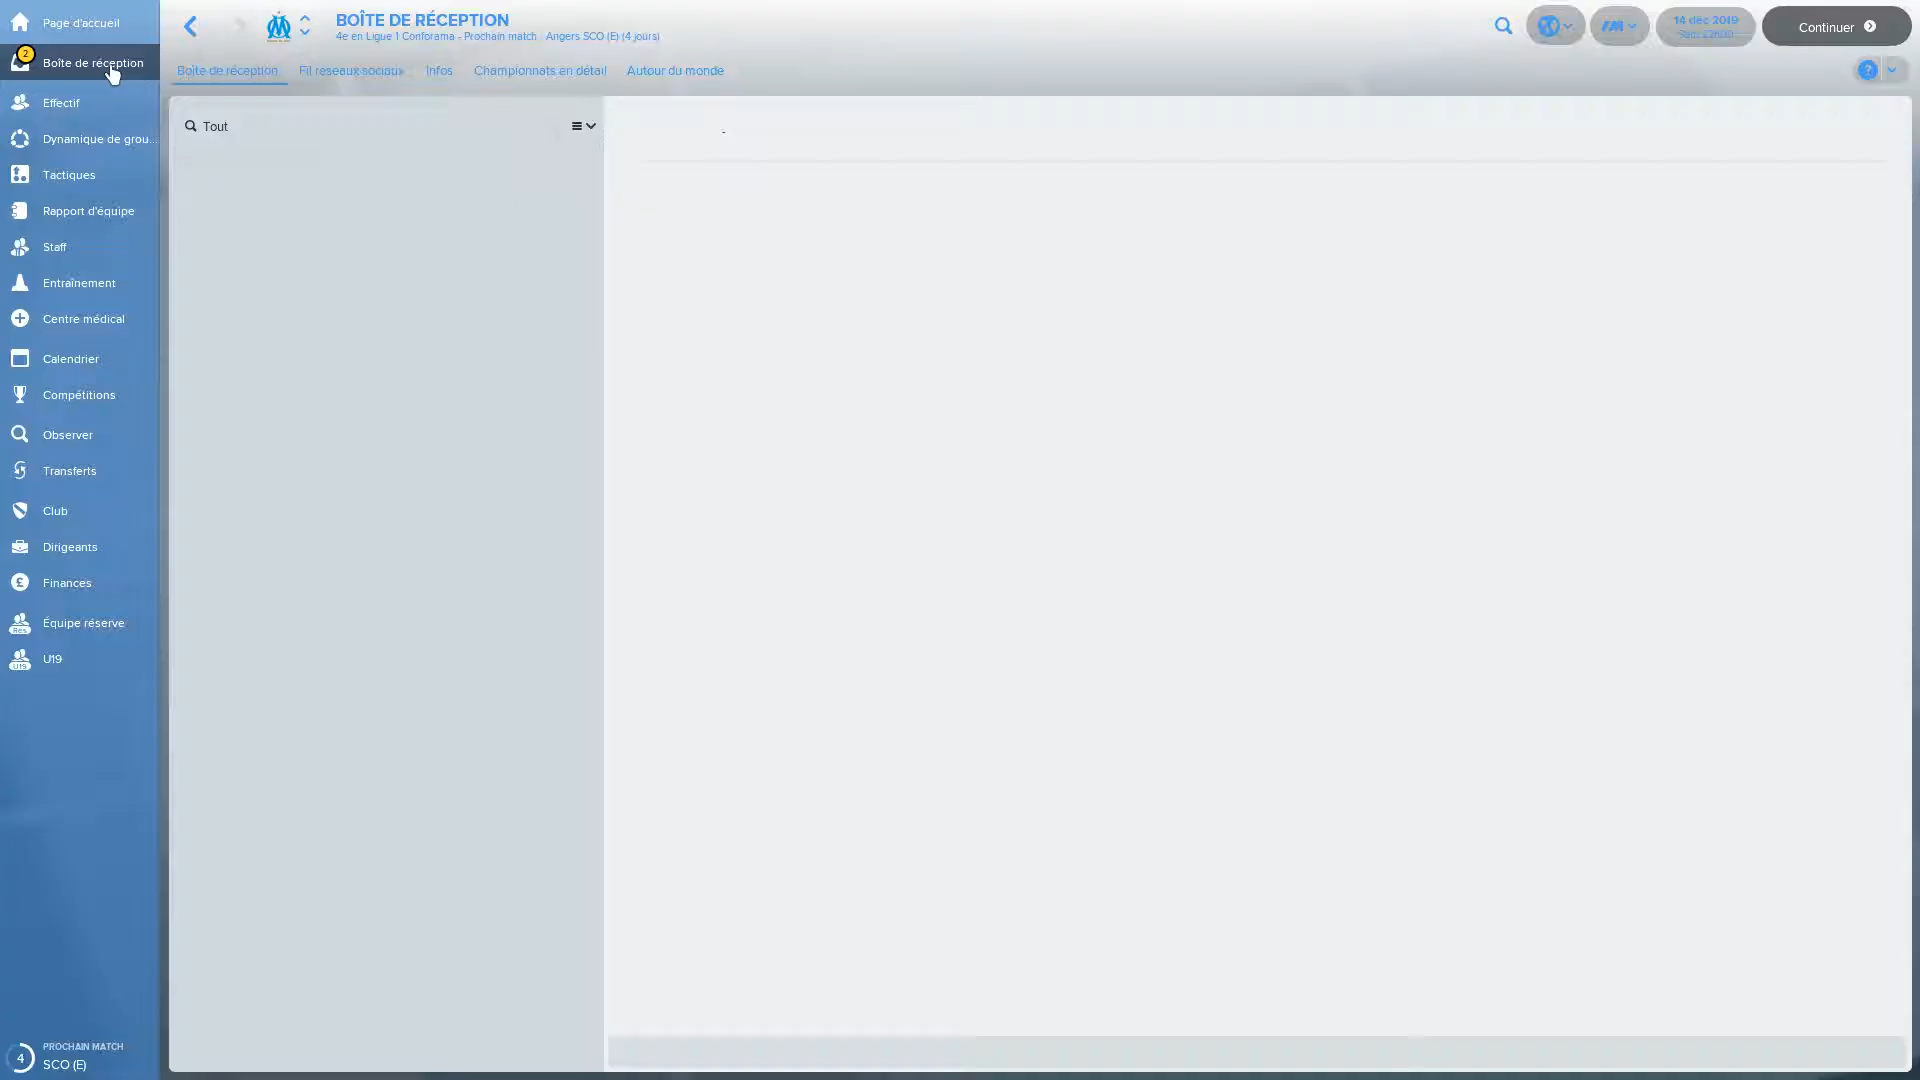 Page d'accueil
2
Boîte de réception
Effectif
Dynamique de grou...
Tactiques
Rapport d'équipe
Staff
Entraînement
Centre médical
Calendrier
Compétitions
Observer
Transferts
Club
Dirigeants
Finances
Équipe réserve
U19
4
PROCHAIN MATCH
SCO (E)
BOÎTE DE RÉCEPTION
4e en Ligue 1 Conforama - Prochain match : Angers SCO (E) (4 jours)
14 déc 2019
Continuer
Boîte de réception
Fil réseaux sociaux
Infos
Championnats en détail
Autour du monde
?
Tout
-